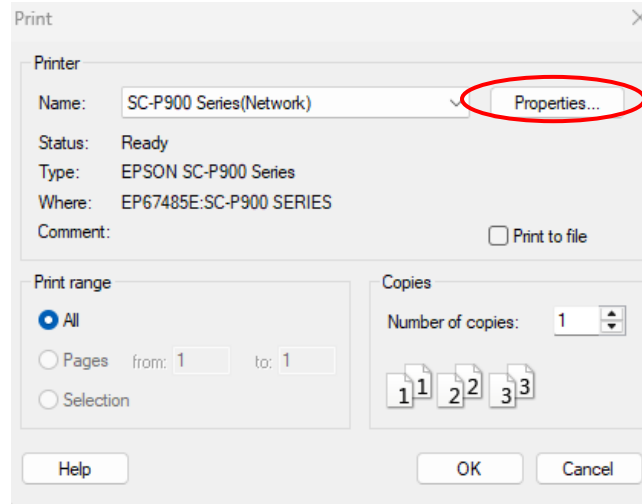 Print
Printer
Name: SC-P900 Series(Network) Properties...
Status: Ready
Type: EPSON SC-P900 Series
Where: EP67485E:SC-P900 SERIES
Comment: Print to file
Print range
All
Pages from: 1 to: 1
Selection
Copies
Number of copies: 1
1 1 2 2 3 3
Help OK Cancel